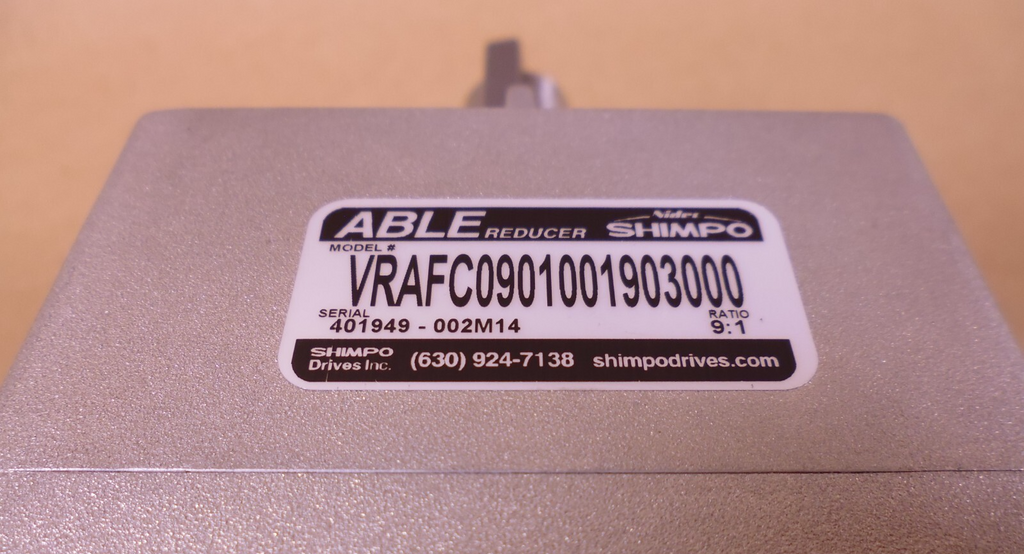 ABLE REDUCER Nidec SHIMPO
MODEL #
VRAFC0901001903000
SERIAL RATIO
401949 - 002M14 9:1
SHIMPO Drives Inc. (630) 924-7138 shimpodrives.com